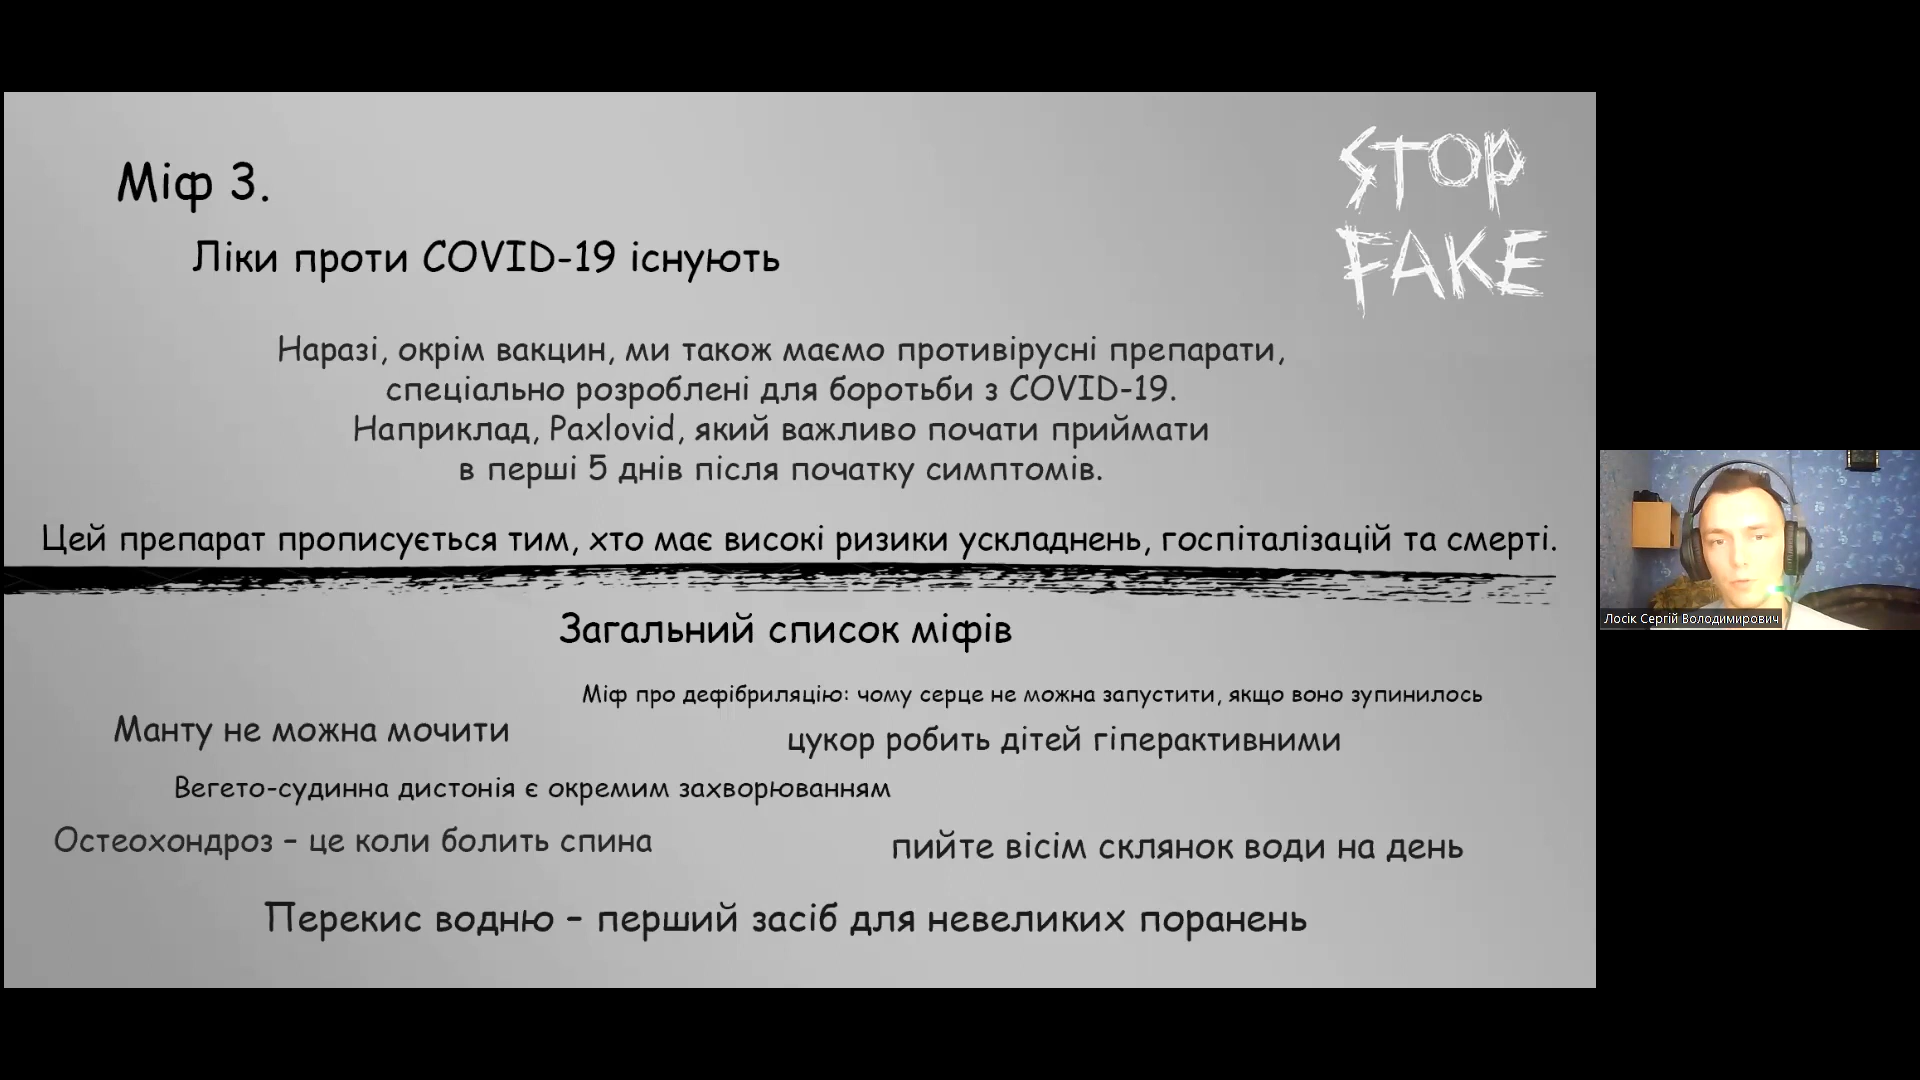 Міф 3.
STOP
FAKE
Ліки проти COVID-19 існують
Наразі, окрім вакцин, ми також маємо противірусні препарати,
спеціально розроблені для боротьби з COVID-19.
Наприклад, Paxlovid, який важливо почати приймати
в перші 5 днів після початку симптомів.
Цей препарат прописується тим, хто має високі ризики ускладнень, госпіталізацій та смерті.
Загальний список міфів
Міф про дефібриляцію: чому серце не можна запустити, якщо воно зупинилось
Манту не можна мочити
цукор робить дітей гіперактивними
Вегето-судинна дистонія є окремим захворюванням
Остеохондроз – це коли болить спина
пийте вісім склянок води на день
Перекис водню – перший засіб для невеликих поранень
Лосік Сергій Володимирович